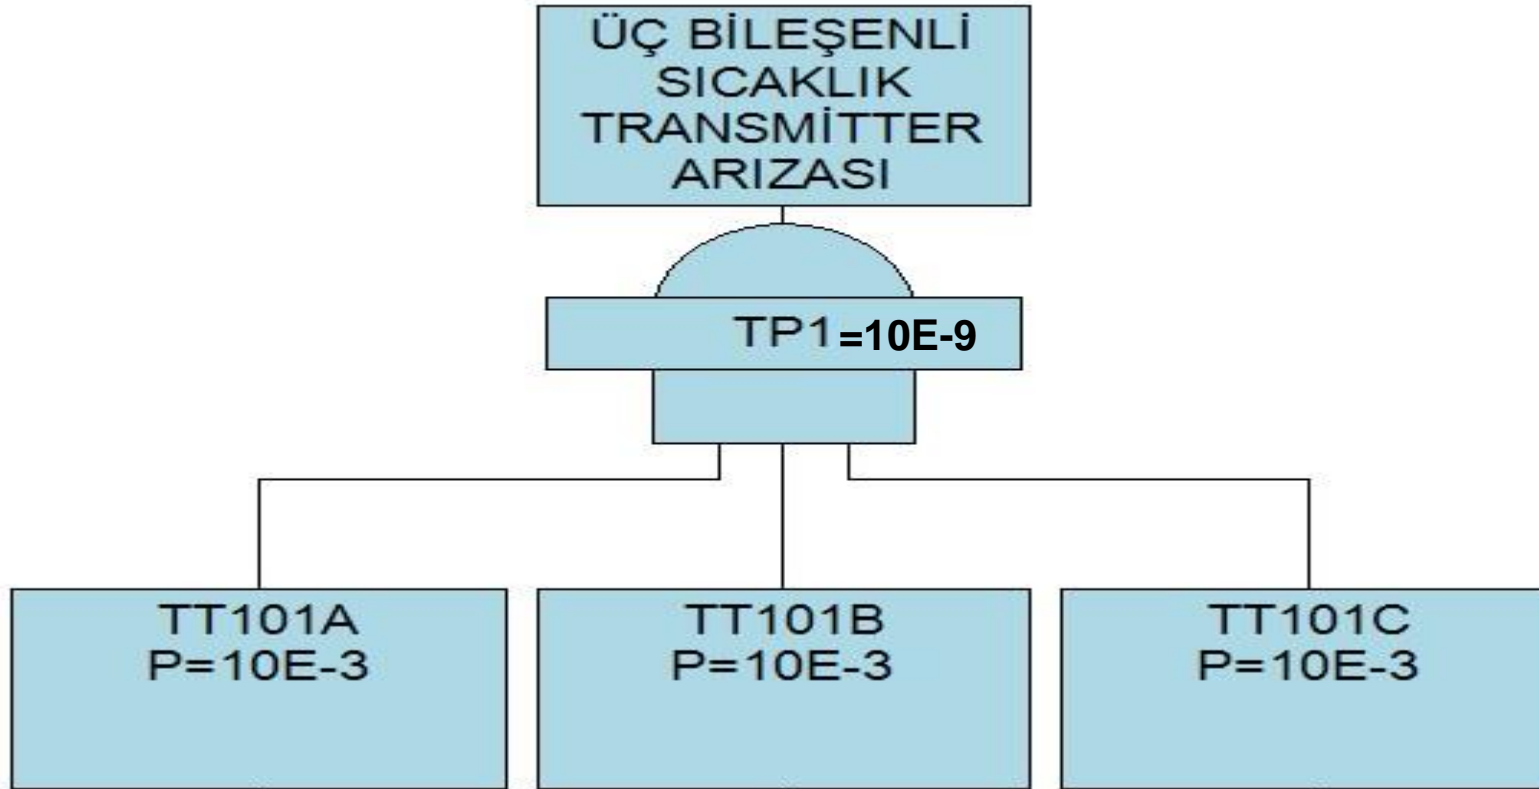 ÜÇ BİLEŞENLİ
SICAKLIK
TRANSMİTTER
ARIZASI
TP1=10E-9
TT101A
P=10E-3
TT101B
P=10E-3
TT101C
P=10E-3